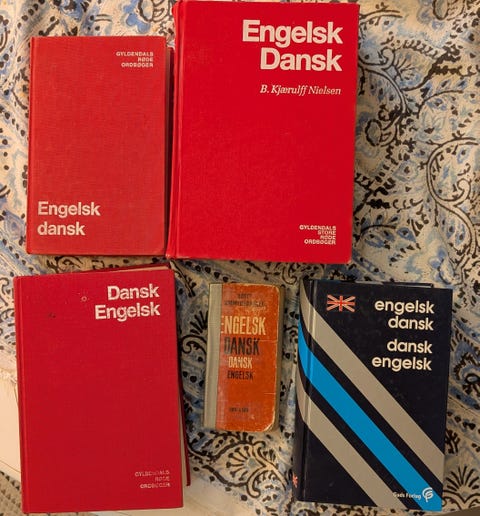 GYLDENDALS
RØDE
ORDBØGER
Engelsk
dansk
Engelsk
Dansk
B. Kjærulff Nielsen
GYLDENDALS
STORE
RØDE
ORDBØGER
Dansk
Engelsk
GYLDENDALS
RØDE
ORDBØGER
ENGELSK
DANSK
DANSK
ENGELSK
engelsk
dansk
dansk
engelsk
Gads Forlag